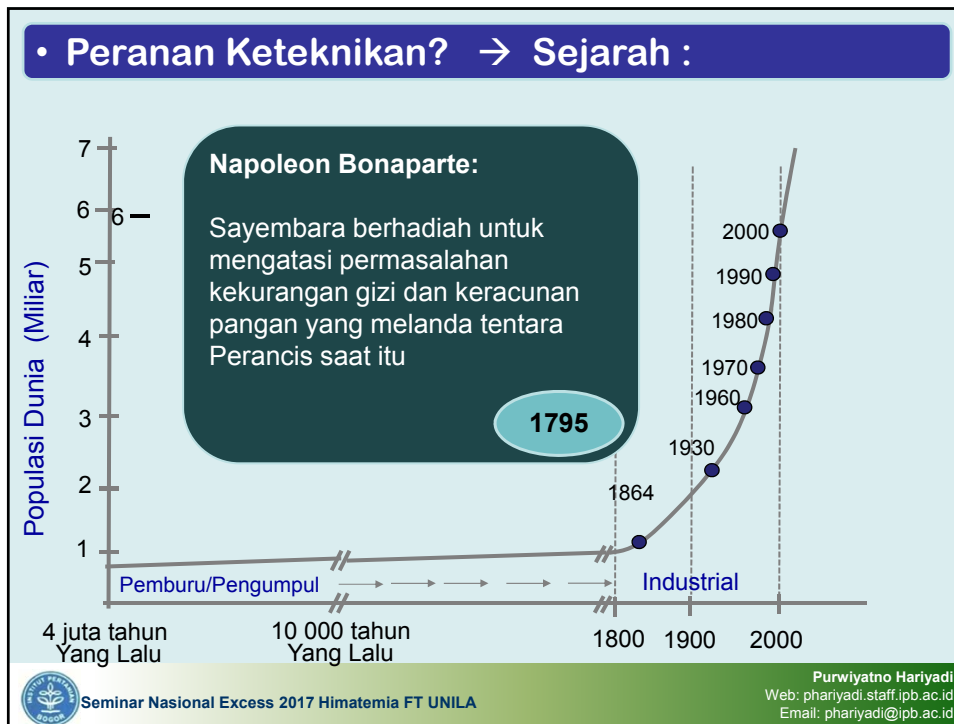 • Peranan Keteknikan? → Sejarah :
Napoleon Bonaparte:
Sayembara berhadiah untuk
mengatasi permasalahan
kekurangan gizi dan keracunan
pangan yang melanda tentara
Perancis saat itu
1795
Populasi Dunia (Miliar)
7
6
6
5
4
3
2
1
2000
1990
1980
1970
1960
1930
1864
Pemburu/Pengumpul
Industrial
4 juta tahun
Yang Lalu
10 000 tahun
Yang Lalu
1800
1900
2000
INSTITUT PERTANIAN
BOGOR
Seminar Nasional Excess 2017 Himatemia FT UNILA
Purwiyatno Hariyadi
Web: phariyadi.staff.ipb.ac.id
Email: phariyadi@ipb.ac.id